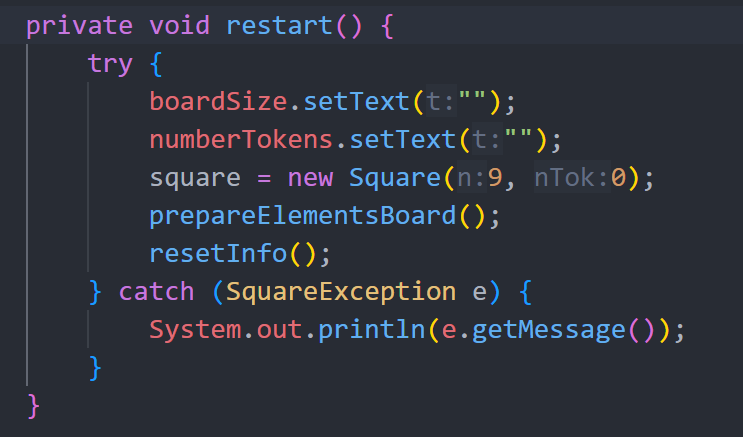 private void restart() {
try {
boardSize.setText(t:"");
numberTokens.setText(t:"");
square = new Square(n:9, nTok:0);
prepareElementsBoard();
resetInfo();
} catch (SquareException e) {
System.out.println(e.getMessage());
}
}